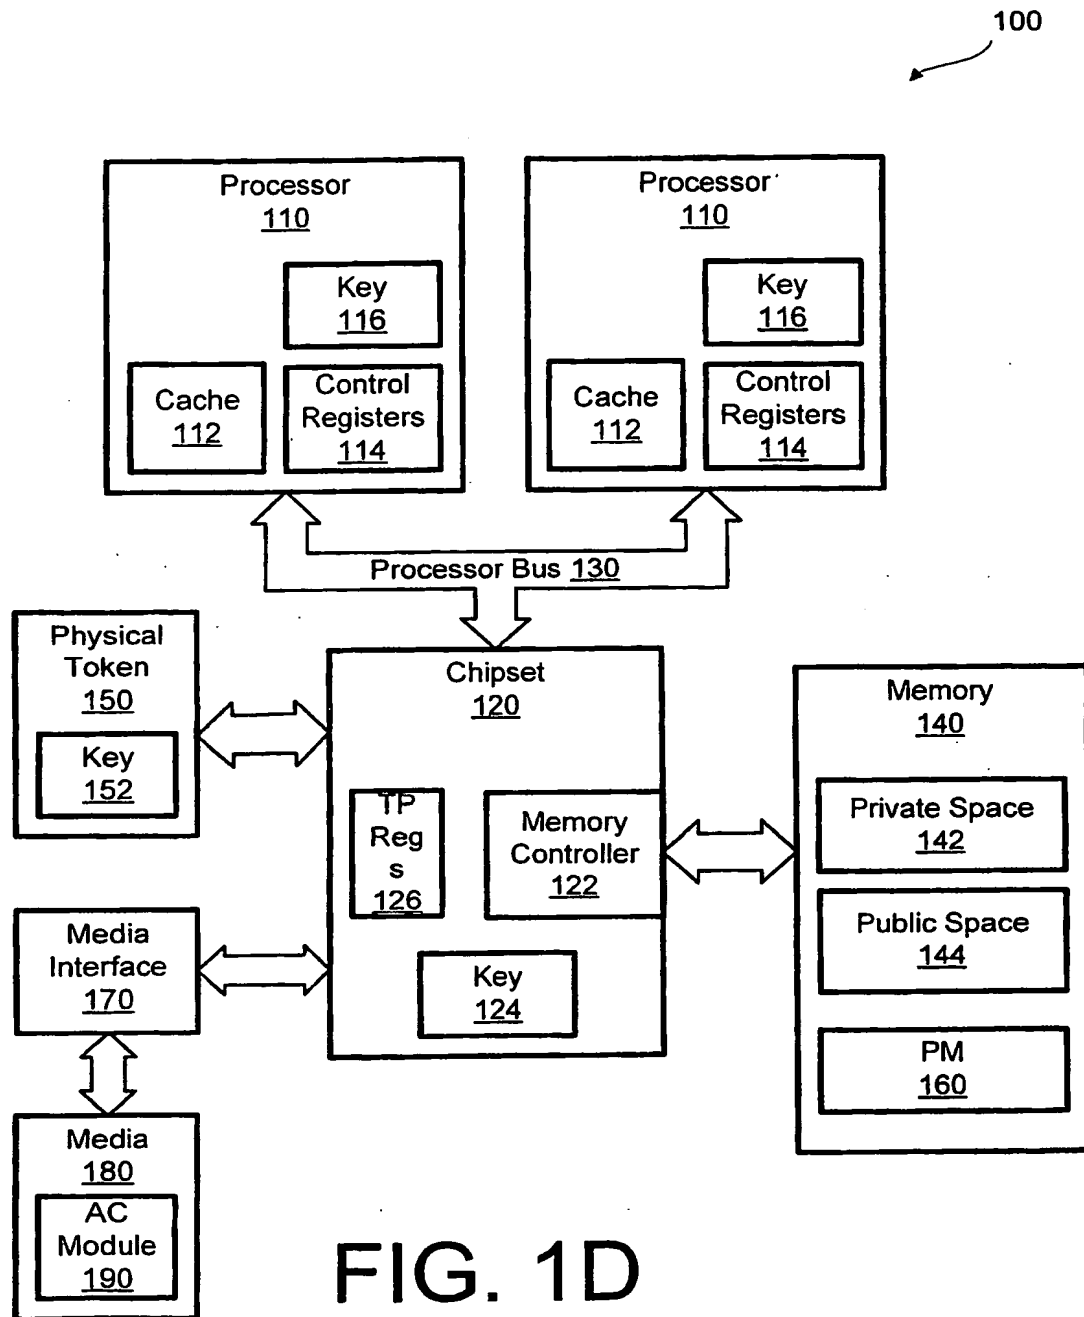 100
Processor
110
Key
116
Cache
112
Control
Registers
114
Processor
110
Key
116
Cache
112
Control
Registers
114
Processor Bus 130
Physical
Token
150
Key
152
Chipset
120
TP
Reg
s
126
Memory
Controller
122
Key
124
Memory
140
Private Space
142
Public Space
144
PM
160
Media
Interface
170
Media
180
AC
Module
190
FIG. 1D